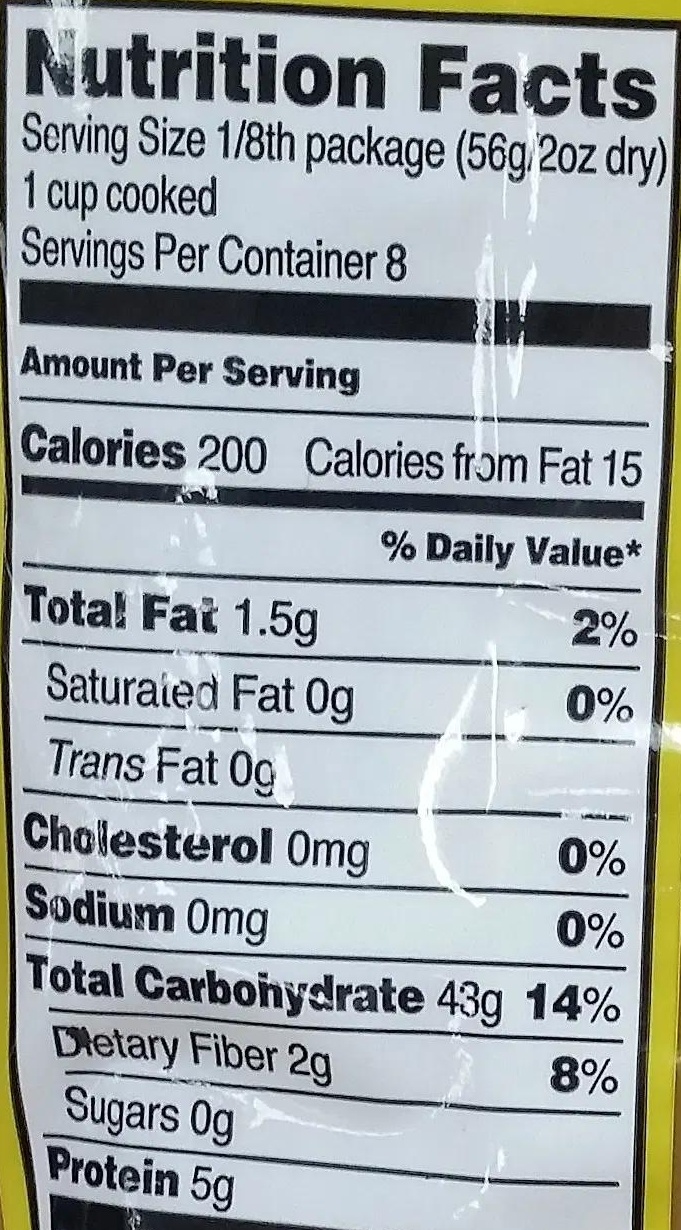 Nutrition Facts
Serving Size 1/8th package (56g/2oz dry)
1 cup cooked
Servings Per Container 8
Amount Per Serving
Calories 200 Calories from Fat 15
% Daily Value*
Total Fat 1.5g 2%
Saturated Fat 0g 0%
Trans Fat 0g
Cholesterol 0mg 0%
Sodium 0mg 0%
Total Carbohydrate 43g 14%
Dietary Fiber 2g 8%
Sugars 0g
Protein 5g